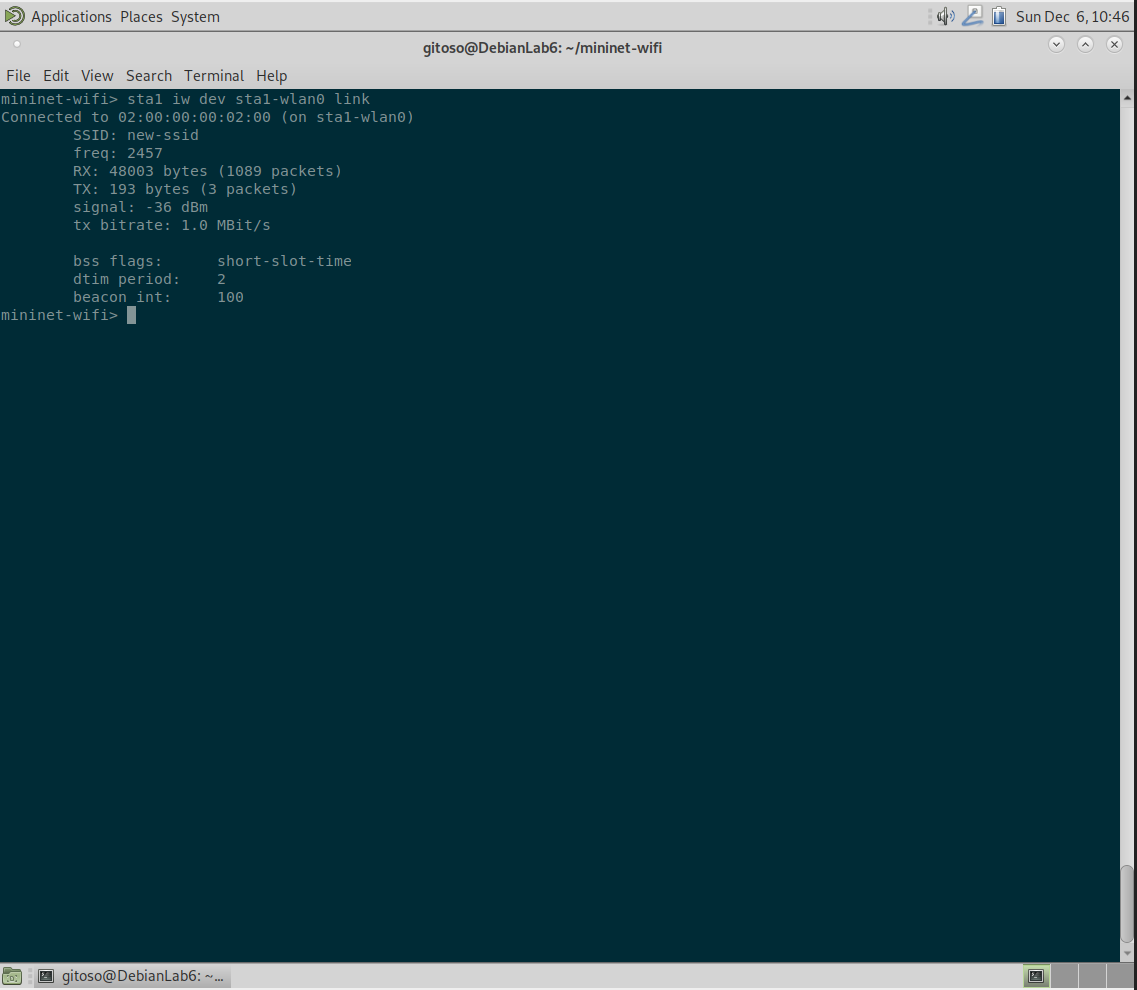 Applications Places System Sun Dec 6, 10:46
gitoso@DebianLab6: ~/mininet-wifi
File Edit View Search Terminal Help
mininet-wifi> sta1 iw dev sta1-wlan0 link
Connected to 02:00:00:00:02:00 (on sta1-wlan0)
SSID: new-ssid
freq: 2457
RX: 48003 bytes (1089 packets)
TX: 193 bytes (3 packets)
signal: -36 dBm
tx bitrate: 1.0 MBit/s
bss flags: short-slot-time
dtim period: 2
beacon int: 100
mininet-wifi>
gitoso@DebianLab6: ~...